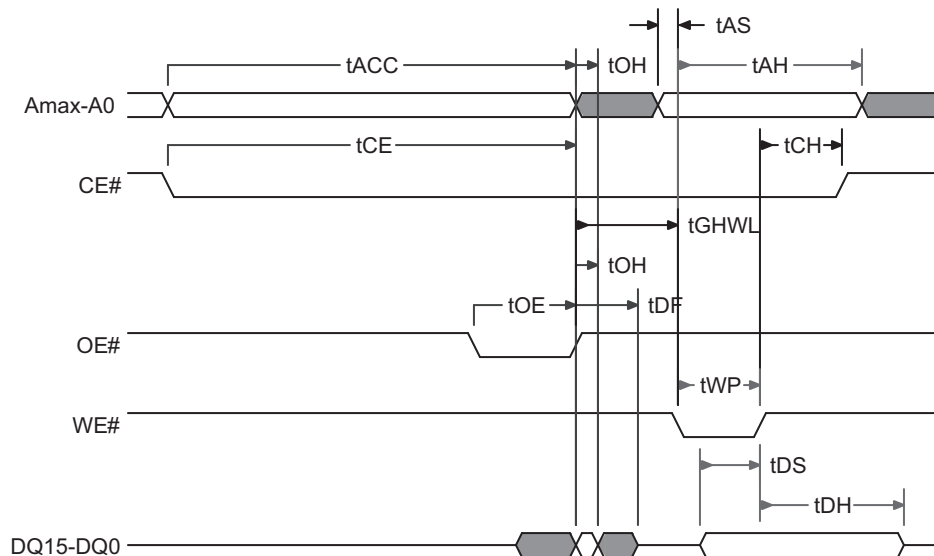 tAS
tACC tOH tAH
Amax-A0
tCE tCH
CE#
tGHWL
tOH
tOE tDF
OE#
tWP
WE#
tDS
tDH
DQ15-DQ0